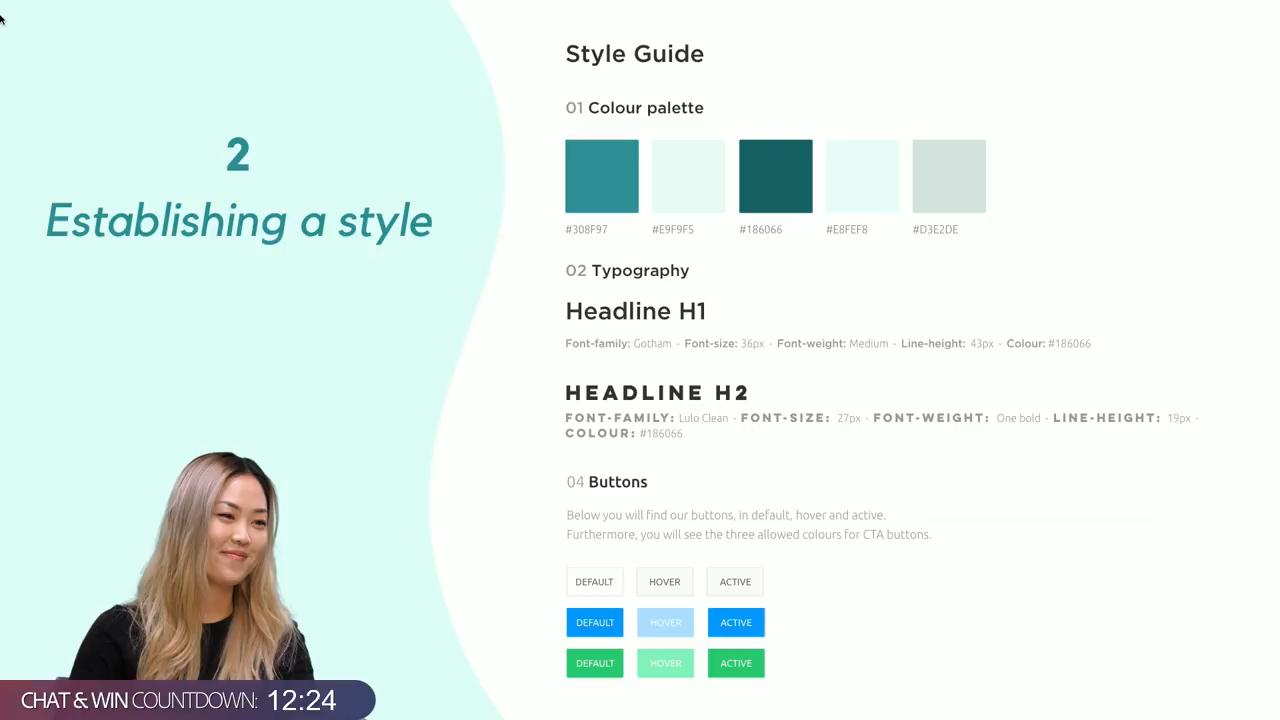 2
Establishing a style
Style Guide
01 Colour palette
#308F97 #E9F9F5 #186066 #E8FEF8 #D3E2DE
02 Typography
Headline H1
Font-family: Gotham - Font-size: 36px - Font-weight: Medium - Line-height: 43px - Colour: #186066
HEADLINE H2
FONT-FAMILY: Lulo Clean - FONT-SIZE: 27px - FONT-WEIGHT: One bold - LINE-HEIGHT: 19px -
COLOUR: #186066
04 Buttons
Below you will find our buttons, in default, hover and active.
Furthermore, you will see the three allowed colours for CTA buttons.
DEFAULT HOVER ACTIVE
DEFAULT HOVER ACTIVE
DEFAULT HOVER ACTIVE
CHAT & WIN COUNTDOWN: 12:24